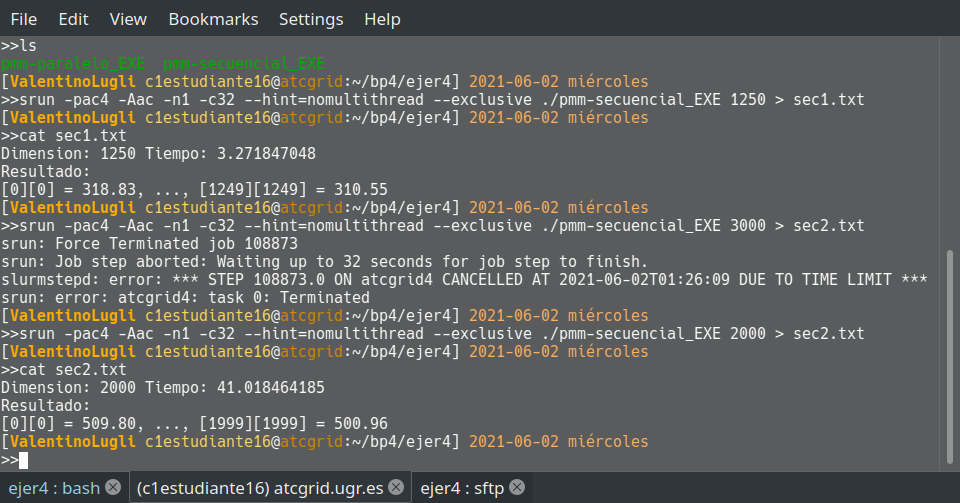 File Edit View Bookmarks Settings Help
>>ls
pmm-paralelo_EXE pmm-secuencial_EXE
[ValentinoLugli c1estudiante16@atcgrid:~/bp4/ejer4] 2021-06-02 miércoles
>>srun -pac4 -Aac -n1 -c32 --hint=nomultithread --exclusive ./pmm-secuencial_EXE 1250 > sec1.txt
[ValentinoLugli c1estudiante16@atcgrid:~/bp4/ejer4] 2021-06-02 miércoles
>>cat sec1.txt
Dimension: 1250 Tiempo: 3.271847048
Resultado:
[0][0] = 318.83, ..., [1249][1249] = 310.55
[ValentinoLugli c1estudiante16@atcgrid:~/bp4/ejer4] 2021-06-02 miércoles
>>srun -pac4 -Aac -n1 -c32 --hint=nomultithread --exclusive ./pmm-secuencial_EXE 3000 > sec2.txt
srun: Force Terminated job 108873
srun: Job step aborted: Waiting up to 32 seconds for job step to finish.
slurmstepd: error: *** STEP 108873.0 ON atcgrid4 CANCELLED AT 2021-06-02T01:26:09 DUE TO TIME LIMIT ***
srun: error: atcgrid4: task 0: Terminated
[ValentinoLugli c1estudiante16@atcgrid:~/bp4/ejer4] 2021-06-02 miércoles
>>srun -pac4 -Aac -n1 -c32 --hint=nomultithread --exclusive ./pmm-secuencial_EXE 2000 > sec2.txt
[ValentinoLugli c1estudiante16@atcgrid:~/bp4/ejer4] 2021-06-02 miércoles
>>cat sec2.txt
Dimension: 2000 Tiempo: 41.018464185
Resultado:
[0][0] = 509.80, ..., [1999][1999] = 500.96
[ValentinoLugli c1estudiante16@atcgrid:~/bp4/ejer4] 2021-06-02 miércoles
>>
ejer4 : bash (c1estudiante16) atcgrid.ugr.es ejer4 : sftp